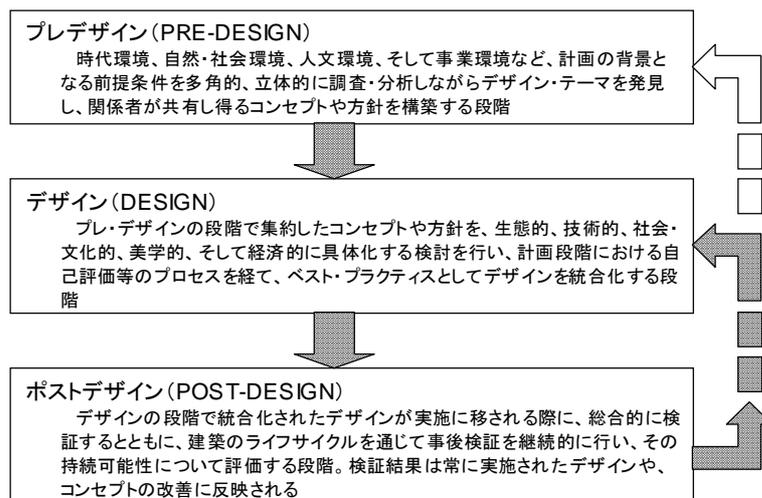 プレデザイン（PRE-DESIGN）
時代環境、自然・社会環境、人文環境、そして事業環境など、計画の背景と
なる前提条件を多角的、立体的に調査・分析しながらデザイン・テーマを発見
し、関係者が共有し得るコンセプトや方針を構築する段階
デザイン（DESIGN）
プレ・デザインの段階で集約したコンセプトや方針を、生態的、技術的、社会・
文化的、美学的、そして経済的に具体化する検討を行い、計画段階における自
己評価等のプロセスを経て、ベスト・プラクティスとしてデザインを統合化する段
階
ポストデザイン（POST-DESIGN）
デザインの段階で統合化されたデザインが実施に移される際に、総合的に検
証するとともに、建築のライフサイクルを通じて事後検証を継続的に行い、その
持続可能性について評価する段階。検証結果は常に実施されたデザインや、
コンセプトの改善に反映される